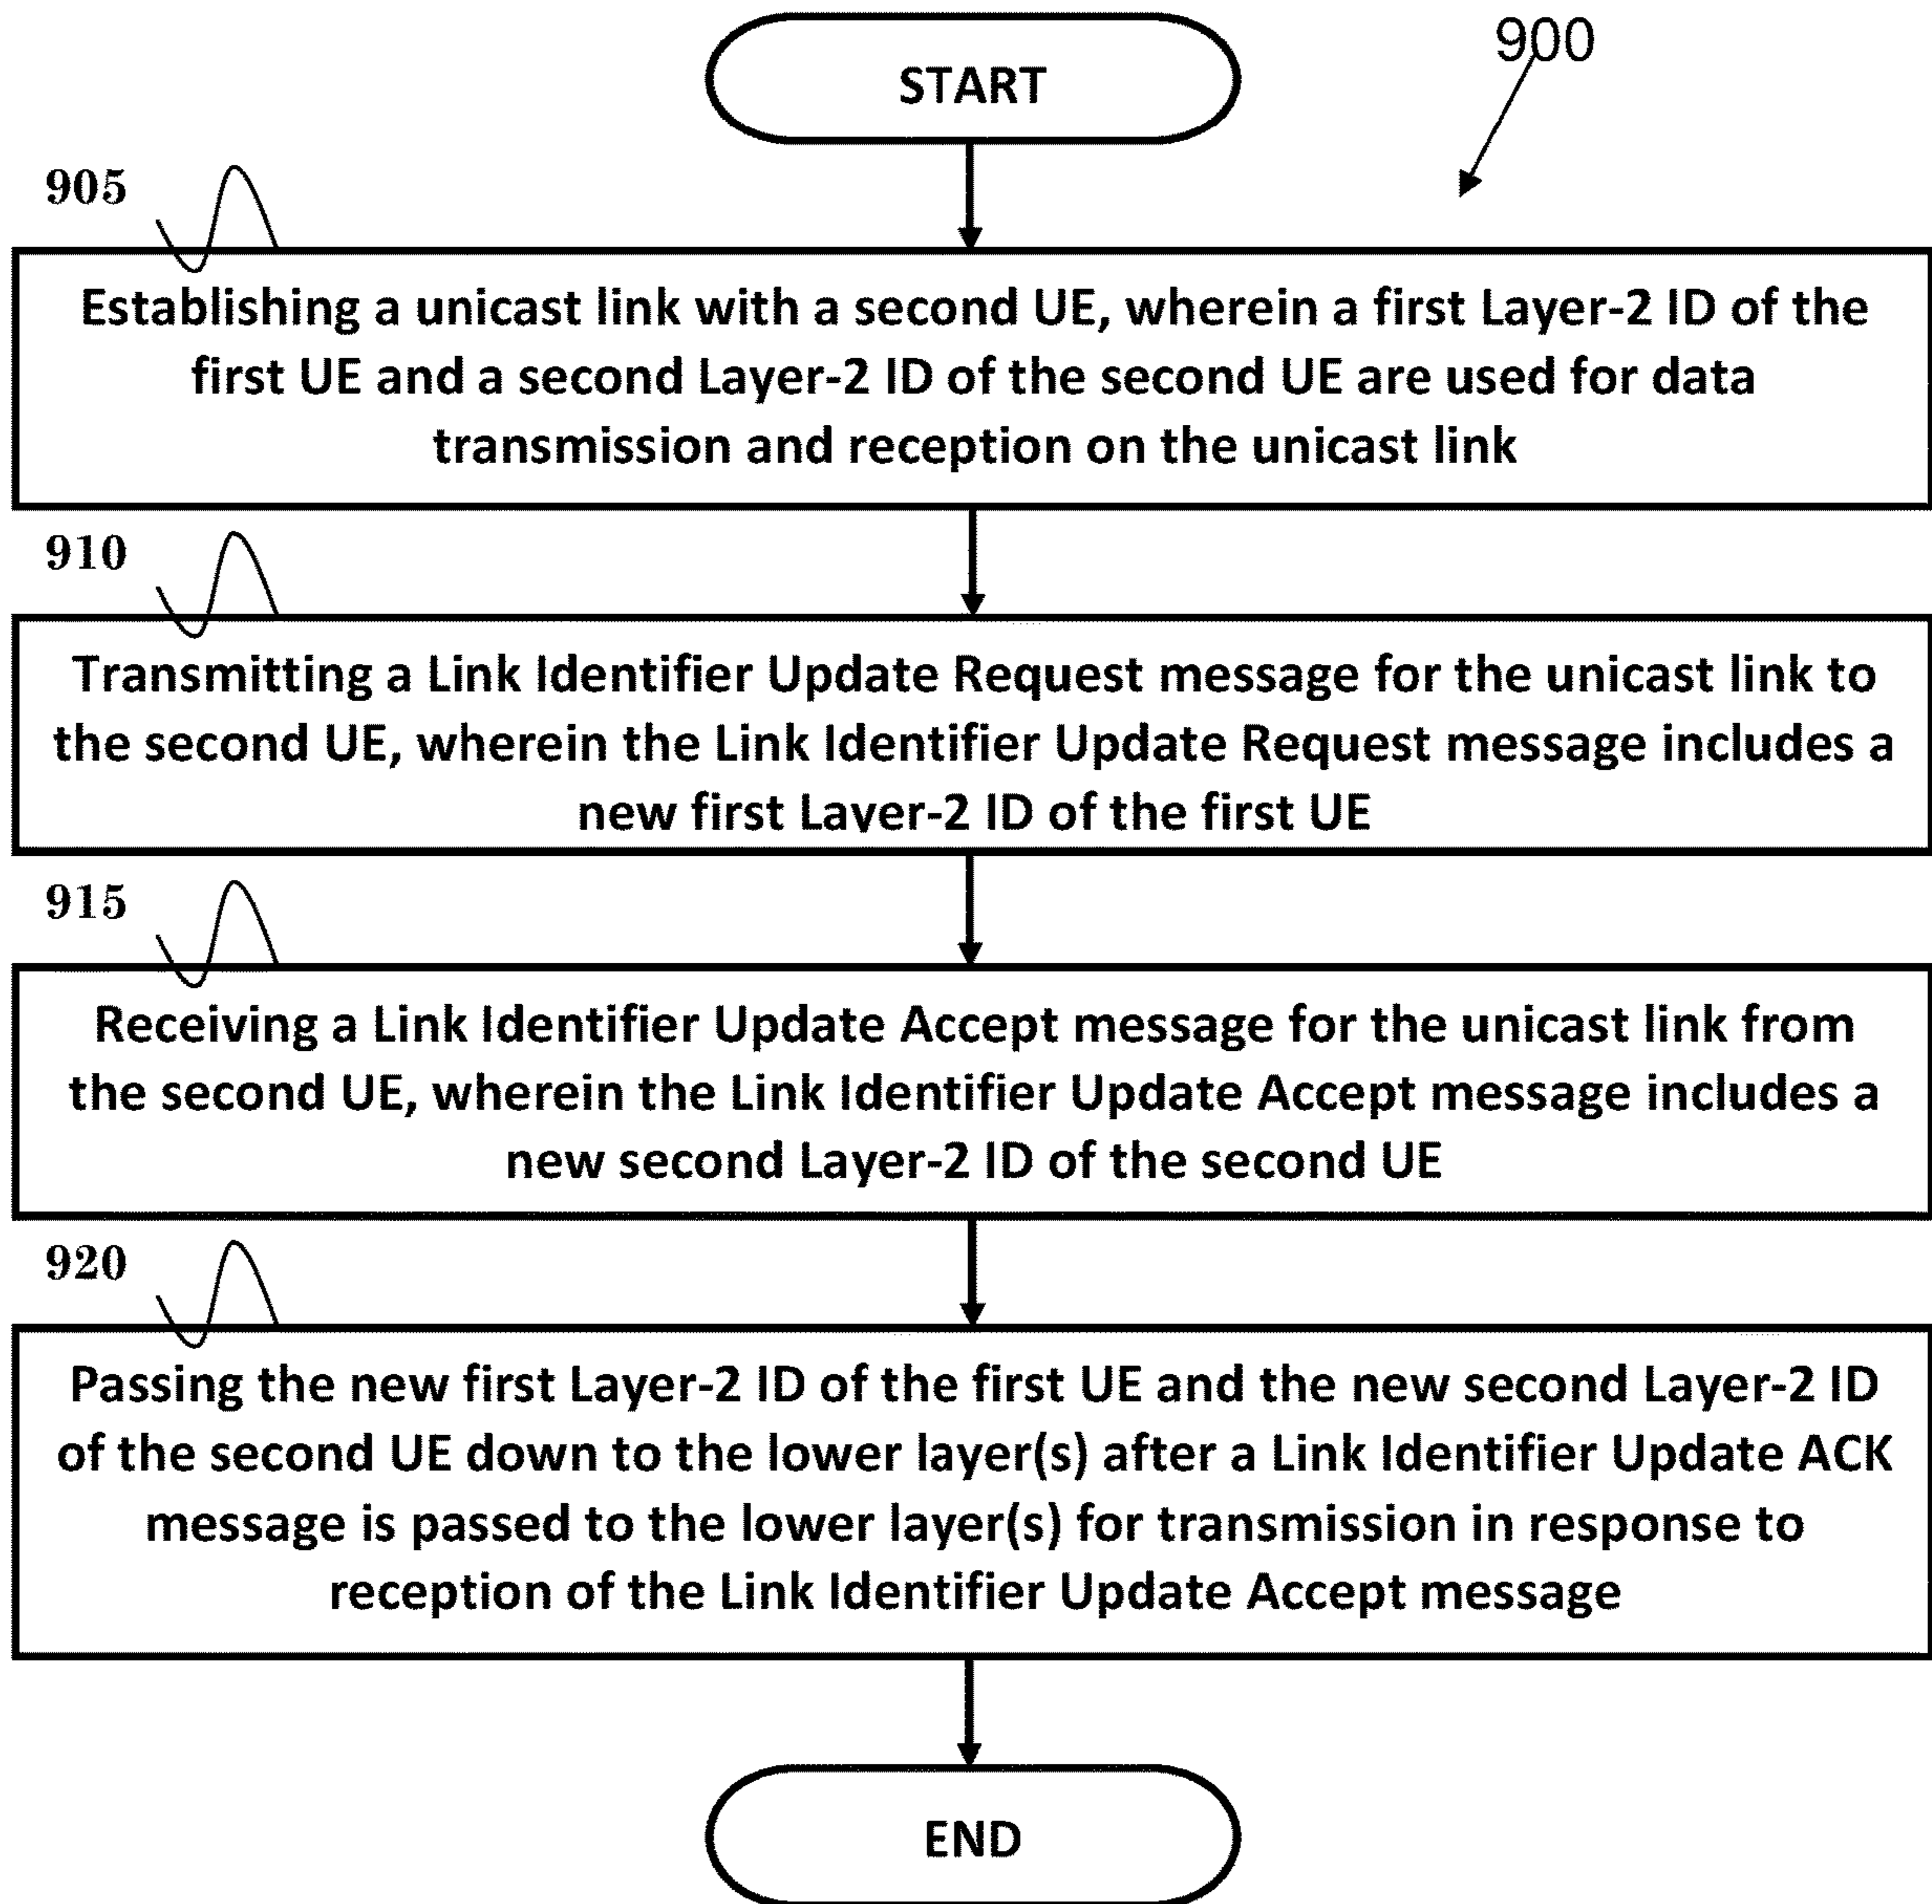 START
900
905
Establishing a unicast link with a second UE, wherein a first Layer-2 ID of the
first UE and a second Layer-2 ID of the second UE are used for data
transmission and reception on the unicast link
910
Transmitting a Link Identifier Update Request message for the unicast link to
the second UE, wherein the Link Identifier Update Request message includes a
new first Layer-2 ID of the first UE
915
Receiving a Link Identifier Update Accept message for the unicast link from
the second UE, wherein the Link Identifier Update Accept message includes a
new second Layer-2 ID of the second UE
920
Passing the new first Layer-2 ID of the first UE and the new second Layer-2 ID
of the second UE down to the lower layer(s) after a Link Identifier Update ACK
message is passed to the lower layer(s) for transmission in response to
reception of the Link Identifier Update Accept message
END